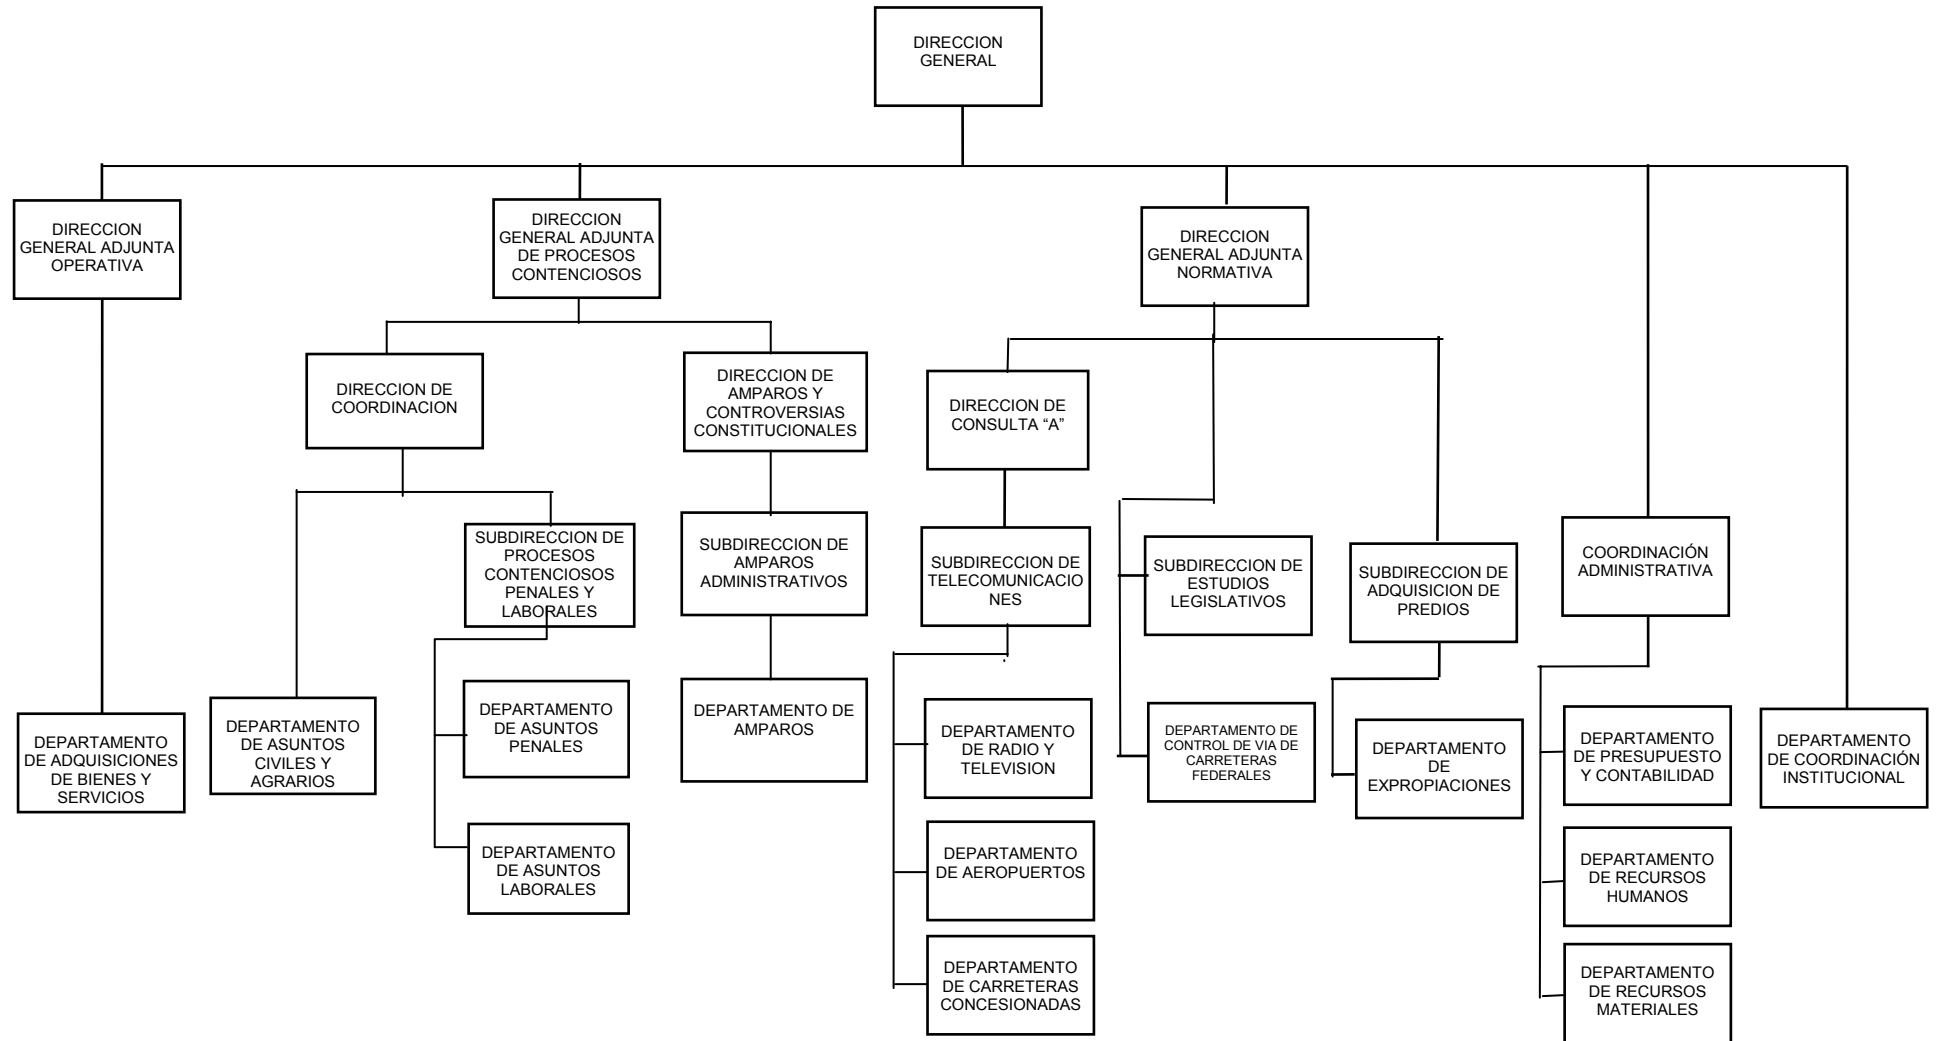 DIRECCION
GENERAL
DIRECCION
GENERAL ADJUNTA
OPERATIVA
DIRECCION
GENERAL ADJUNTA
DE PROCESOS
CONTENCIOSOS
DIRECCION
GENERAL ADJUNTA
NORMATIVA
DIRECCION DE
COORDINACION
DIRECCION DE
AMPAROS Y
CONTROVERSIAS
CONSTITUCIONALES
DIRECCION DE
CONSULTA “A”
SUBDIRECCION DE
PROCESOS
CONTENCIOSOS
PENALES Y
LABORALES
SUBDIRECCION DE
AMPAROS
ADMINISTRATIVOS
SUBDIRECCION DE
TELECOMUNICACIO
NES
SUBDIRECCION DE
ESTUDIOS
LEGISLATIVOS
SUBDIRECCION DE
ADQUISICION DE
PREDIOS
COORDINACIÓN
ADMINISTRATIVA
DEPARTAMENTO
DE ADQUISICIONES
DE BIENES Y
SERVICIOS
DEPARTAMENTO
DE ASUNTOS
CIVILES Y
AGRARIOS
DEPARTAMENTO
DE ASUNTOS
PENALES
DEPARTAMENTO DE
AMPAROS
DEPARTAMENTO
DE RADIO Y
TELEVISION
DEPARTAMENTO DE
CONTROL DE VIA DE
CARRETERAS
FEDERALES
DEPARTAMENTO
DE
EXPROPIACIONES
DEPARTAMENTO
DE PRESUPUESTO
Y CONTABILIDAD
DEPARTAMENTO
DE COORDINACIÓN
INSTITUCIONAL
DEPARTAMENTO
DE ASUNTOS
LABORALES
DEPARTAMENTO
DE AEROPUERTOS
DEPARTAMENTO
DE RECURSOS
HUMANOS
DEPARTAMENTO
DE CARRETERAS
CONCESIONADAS
DEPARTAMENTO
DE RECURSOS
MATERIALES